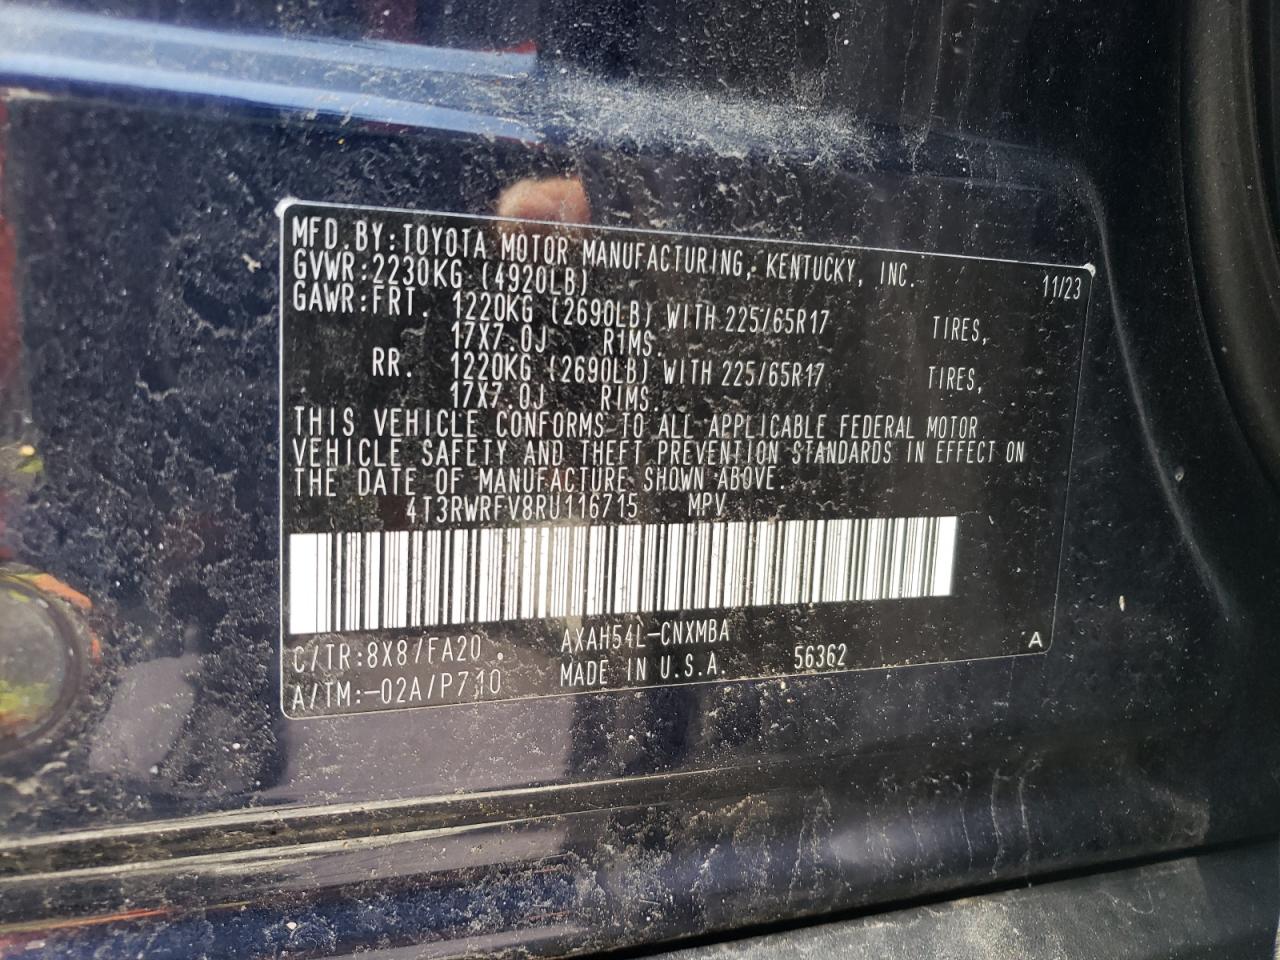 MFD.BY:TOYOTA MOTOR MANUFACTURING, KENTUCKY, INC. 11/23
GVWR:2230KG (4920LB)
GAWR:FRT. 1220KG (2690LB) WITH 225/65R17 TIRES,
17X7.0J RIMS.
RR. 1220KG (2690LB) WITH 225/65R17 TIRES,
17X7.0J RIMS.
THIS VEHICLE CONFORMS TO ALL APPLICABLE FEDERAL MOTOR
VEHICLE SAFETY AND THEFT PREVENTION STANDARDS IN EFFECT ON
THE DATE OF MANUFACTURE SHOWN ABOVE.
4T3RWRFV8RU116715 MPV
C/TR:8X8/FA20 AXAH54L-CNXMBA A
A/TM:-02A/P710 MADE IN U.S.A. 56362